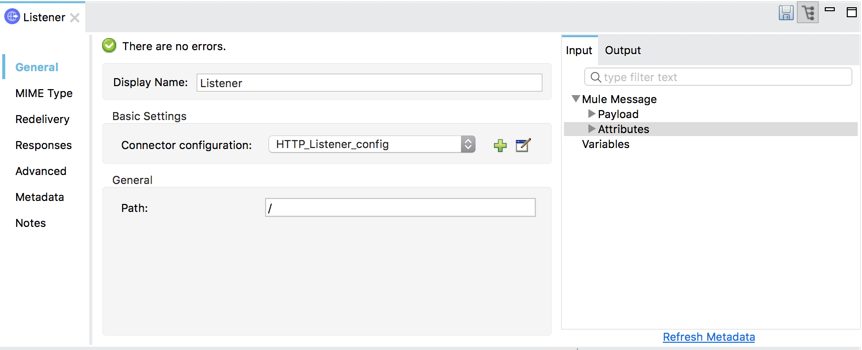 Listener
There are no errors.
General
MIME Type
Redelivery
Responses
Advanced
Metadata
Notes
Display Name: Listener
Basic Settings
Connector configuration: HTTP_Listener_config
General
Path: /
Input Output
type filter text
Mule Message
Payload
Attributes
Variables
Refresh Metadata